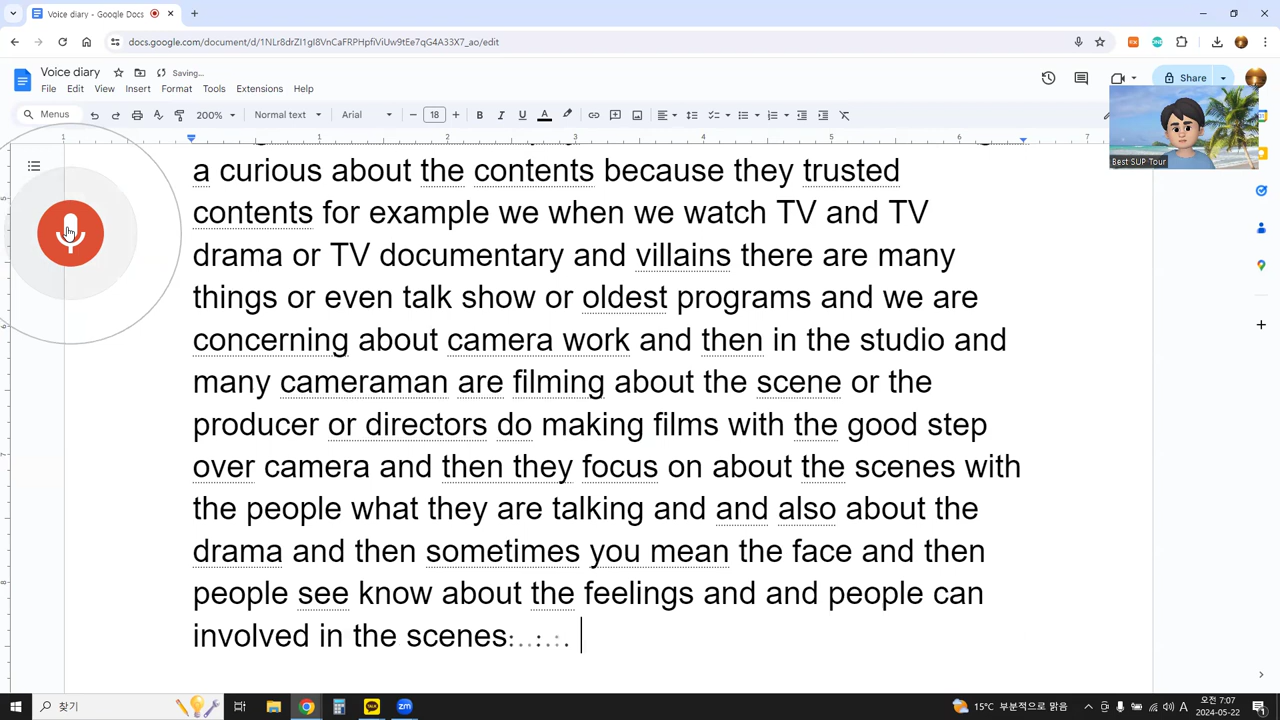 Voice diary - Google Docs
docs.google.com/document/d/1NLr8drZI1gI8VnCaFRPHpfiViUw9tEe7qG4A33X7_ao/edit
Voice diary
Saving...
File Edit View Insert Format Tools Extensions Help
Share
Menus
200%
Normal text
Arial
18
B I U A
1 1 2 3 4 5 6 7
Best SUP Tour
a curious about the contents because they trusted
contents for example we when we watch TV and TV
drama or TV documentary and villains there are many
things or even talk show or oldest programs and we are
concerning about camera work and then in the studio and
many cameraman are filming about the scene or the
producer or directors do making films with the good step
over camera and then they focus on about the scenes with
the people what they are talking and and also about the
drama and then sometimes you mean the face and then
people see know about the feelings and and people can
involved in the scenes
찾기
15°C 부분적으로 맑음
A
오전 7:07
2024-05-22